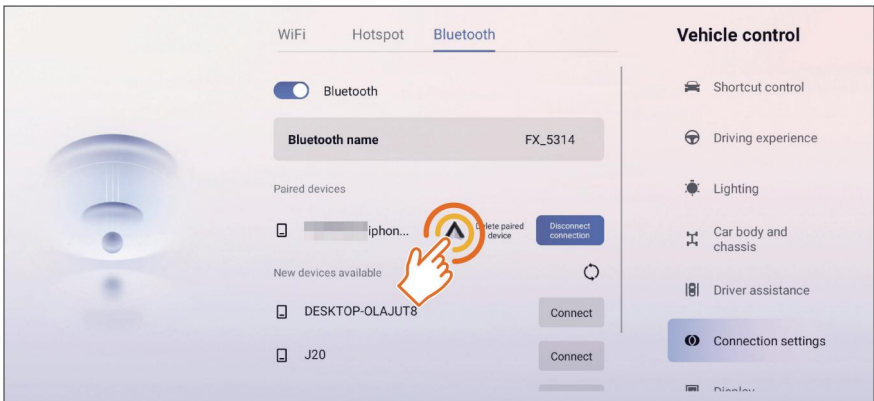 WiFi Hotspot Bluetooth
Bluetooth
Bluetooth name FX_5314
Paired devices
iphon...
Delete paired
device
Disconnect
connection
New devices available
DESKTOP-OLAJUT8 Connect
J20 Connect
Vehicle control
Shortcut control
Driving experience
Lighting
Car body and
chassis
Driver assistance
Connection settings
Display